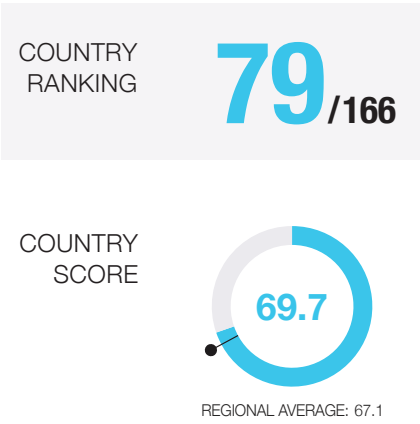 COUNTRY
RANKING
79/166
COUNTRY
SCORE
69.7
REGIONAL AVERAGE: 67.1